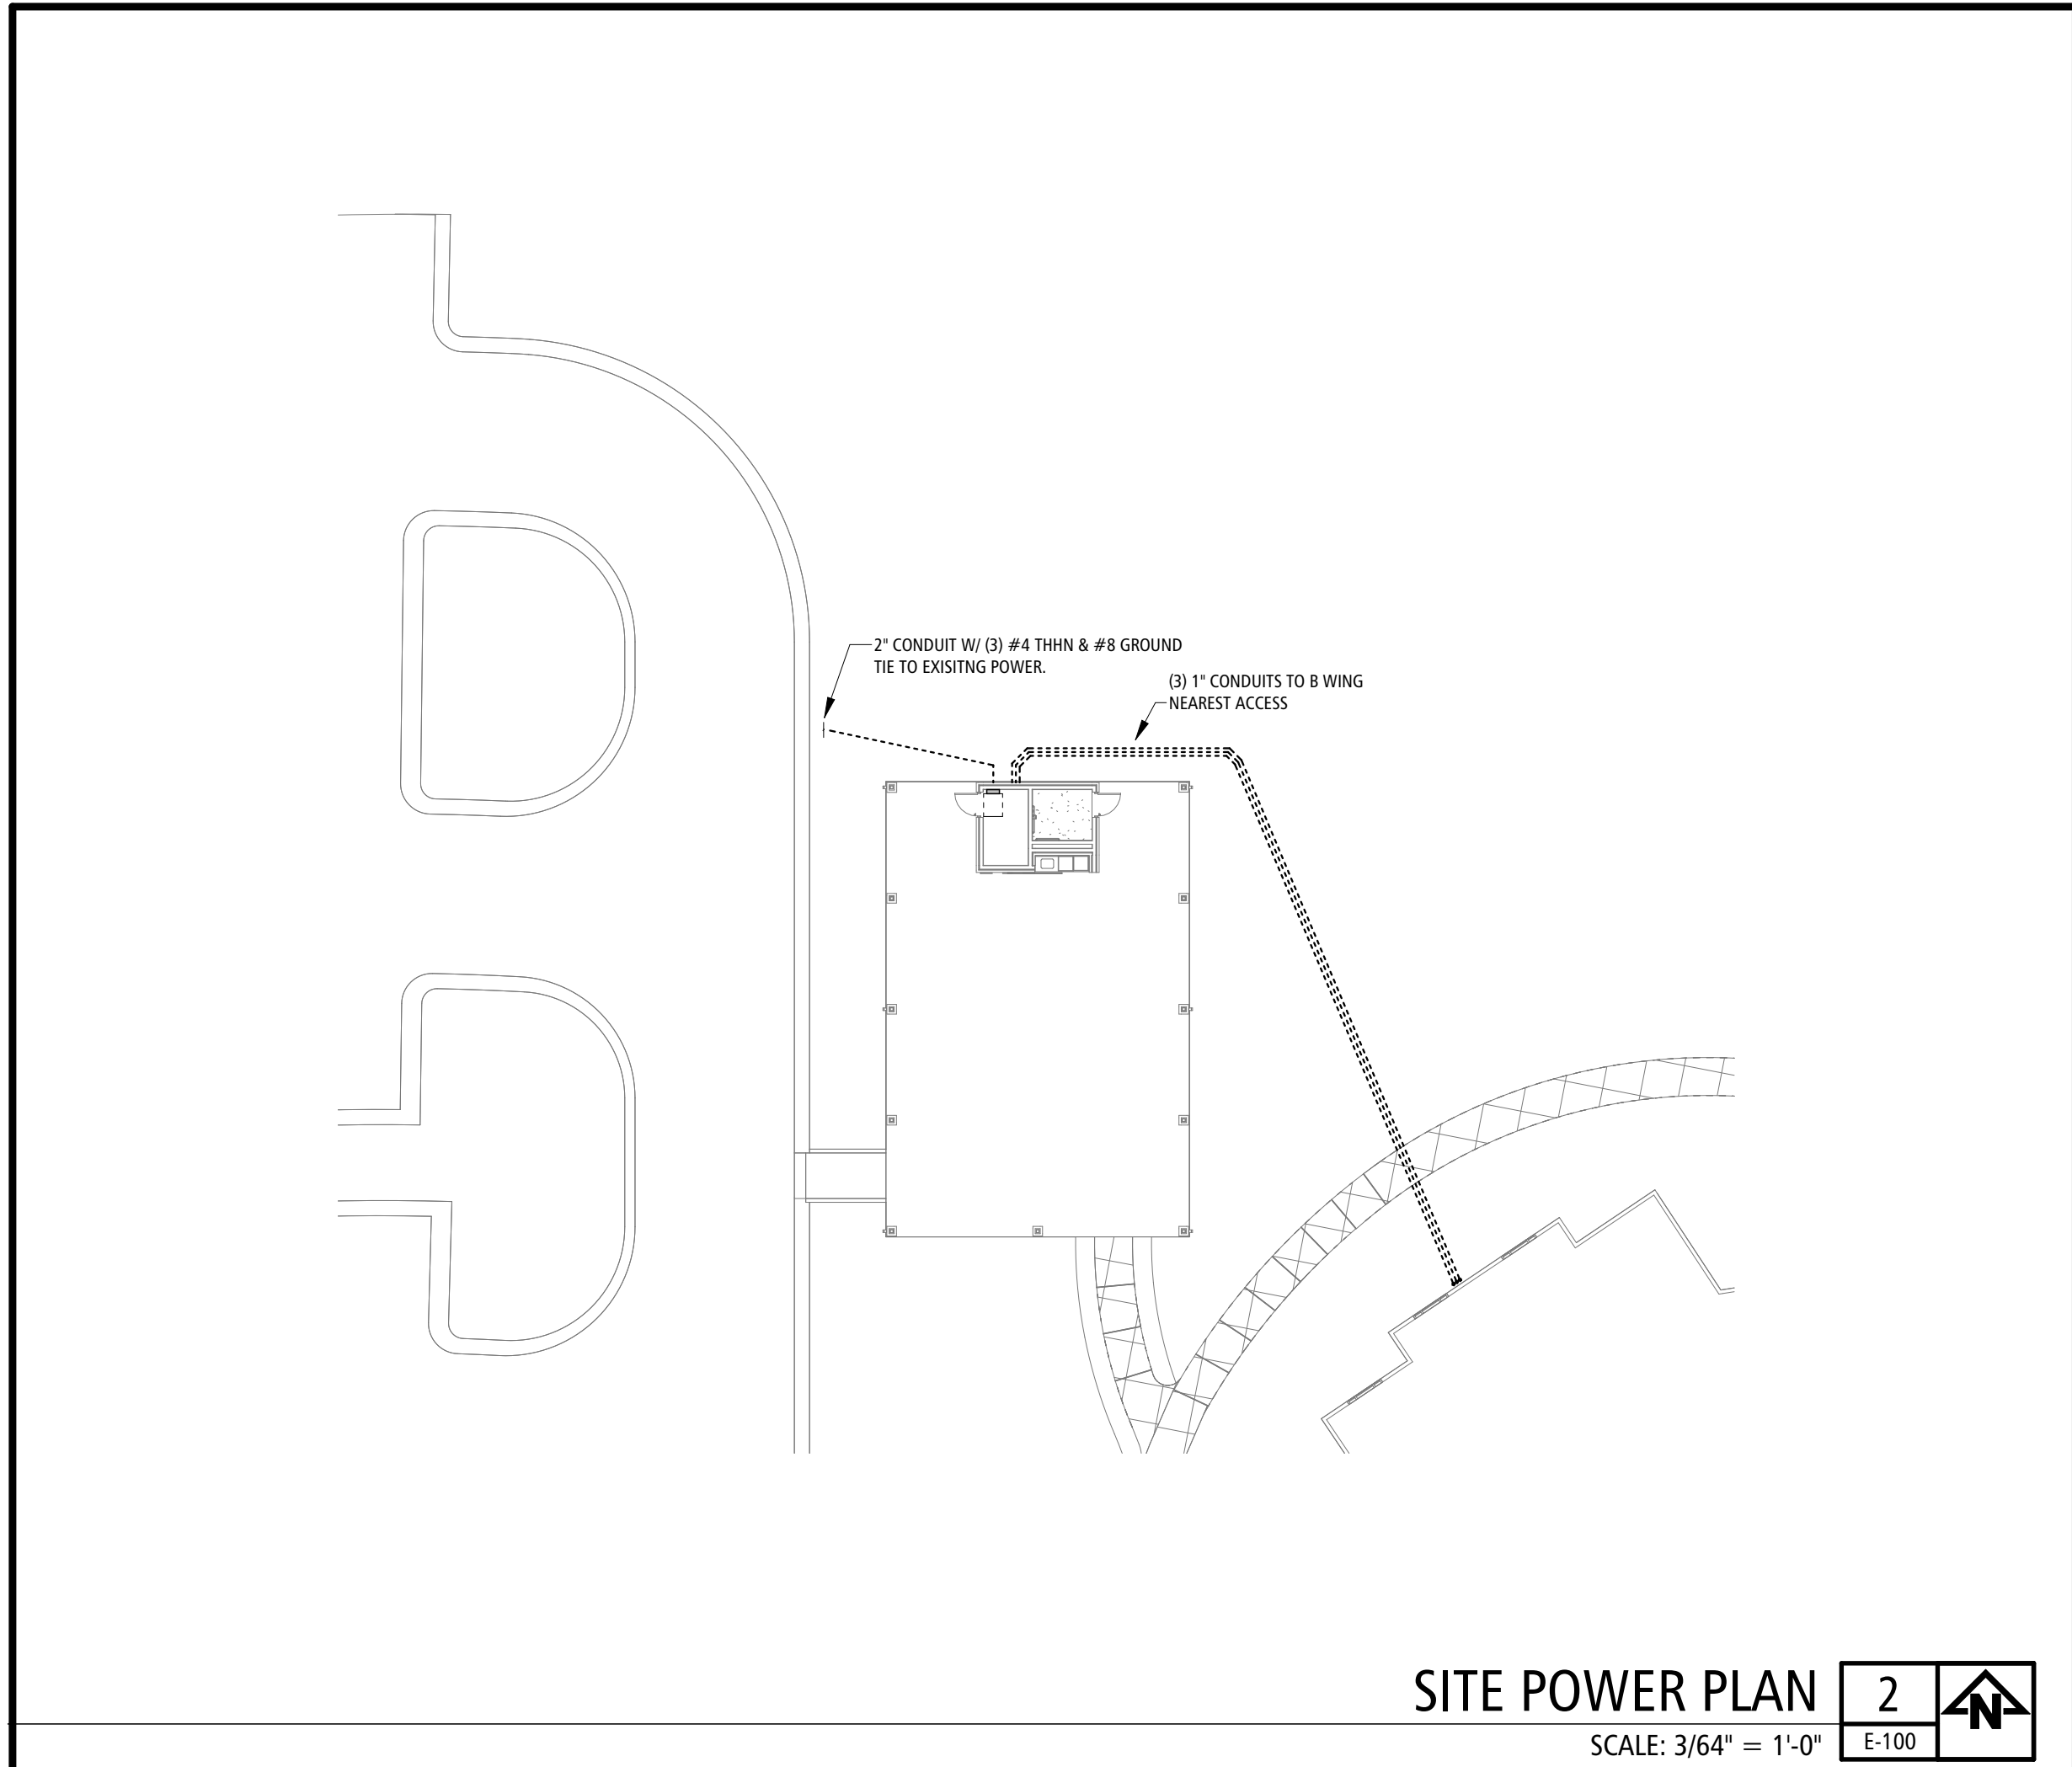 2" CONDUIT W/ (3) #4 THHN & #8 GROUND
TIE TO EXISITNG POWER.
(3) 1" CONDUITS TO B WING
NEAREST ACCESS
SITE POWER PLAN
2
N
SCALE: 3/64" = 1'-0"
E-100